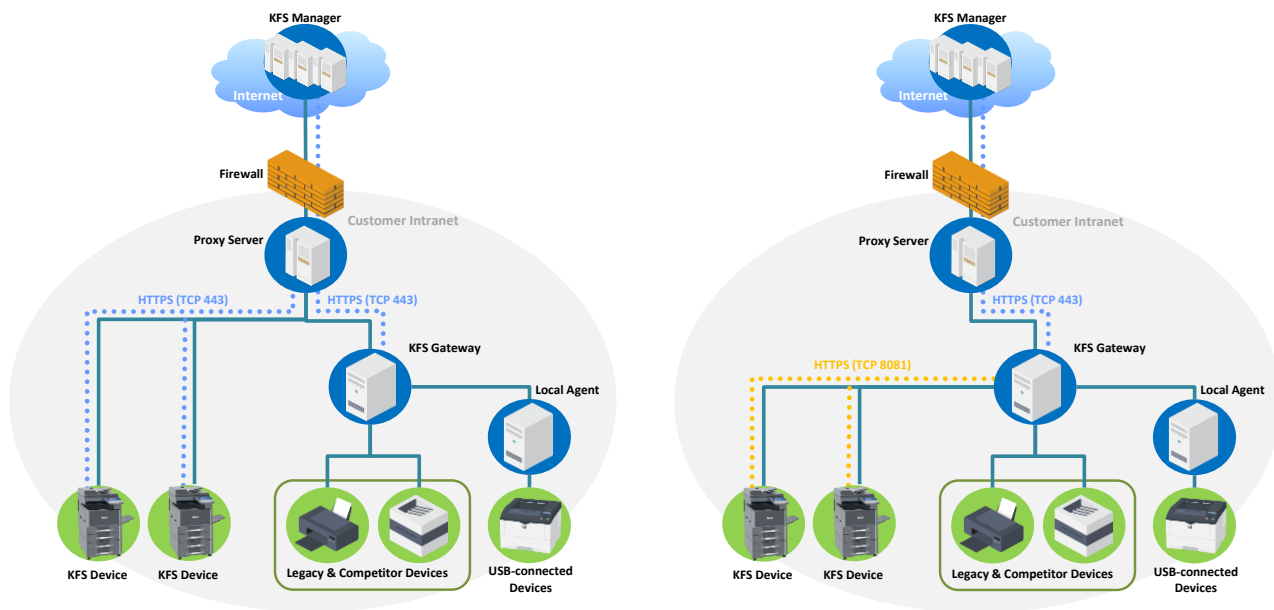 KFS Manager
Internet
Firewall
Customer Intranet
Proxy Server
HTTPS (TCP 443)
HTTPS (TCP 443)
KFS Gateway
Local Agent
KFS Device
KFS Device
Legacy & Competitor Devices
USB-connected
Devices
KFS Manager
Internet
Firewall
Customer Intranet
Proxy Server
HTTPS (TCP 443)
KFS Gateway
HTTPS (TCP 8081)
Local Agent
KFS Device
KFS Device
Legacy & Competitor Devices
USB-connected
Devices